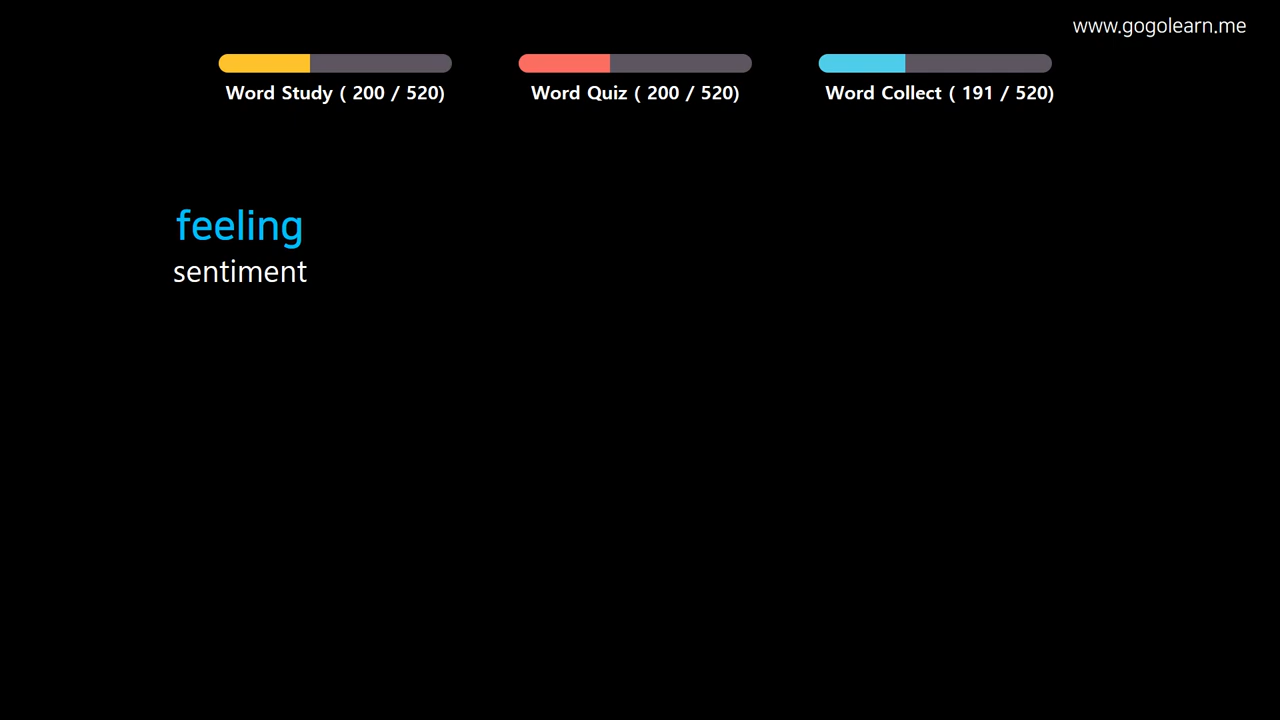 www.gogolearn.me
Word Study ( 200 / 520)
Word Quiz ( 200 / 520)
Word Collect ( 191 / 520)
feeling
sentiment